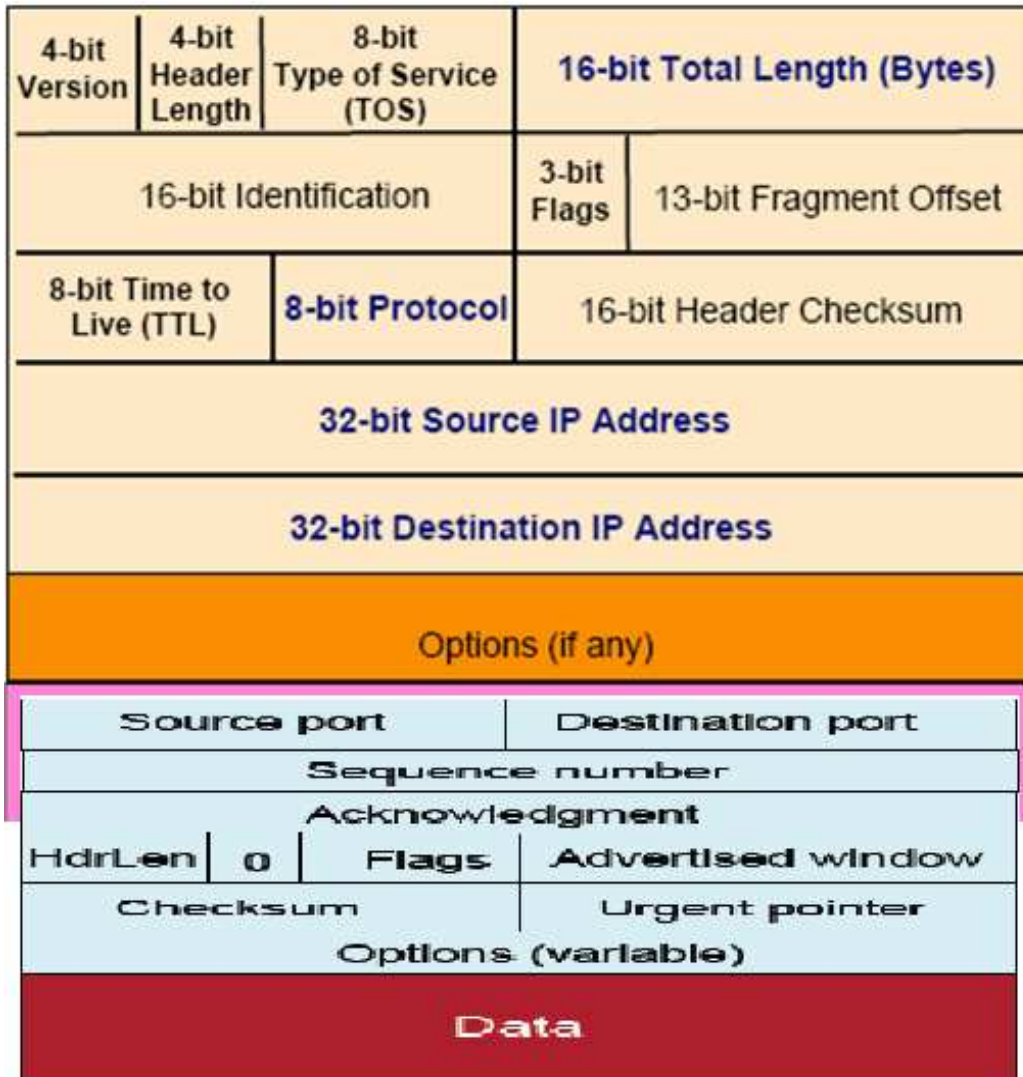 4-bit
Version
4-bit
Header
Length
8-bit
Type of Service
(TOS)
16-bit Total Length (Bytes)
16-bit Identification
3-bit
Flags
13-bit Fragment Offset
8-bit Time to
Live (TTL)
8-bit Protocol
16-bit Header Checksum
32-bit Source IP Address
32-bit Destination IP Address
Options (if any)
Source port
Destination port
Sequence number
Acknowledgment
HdrLen
0
Flags
Advertised window
Checksum
Urgent pointer
Options (variable)
Data